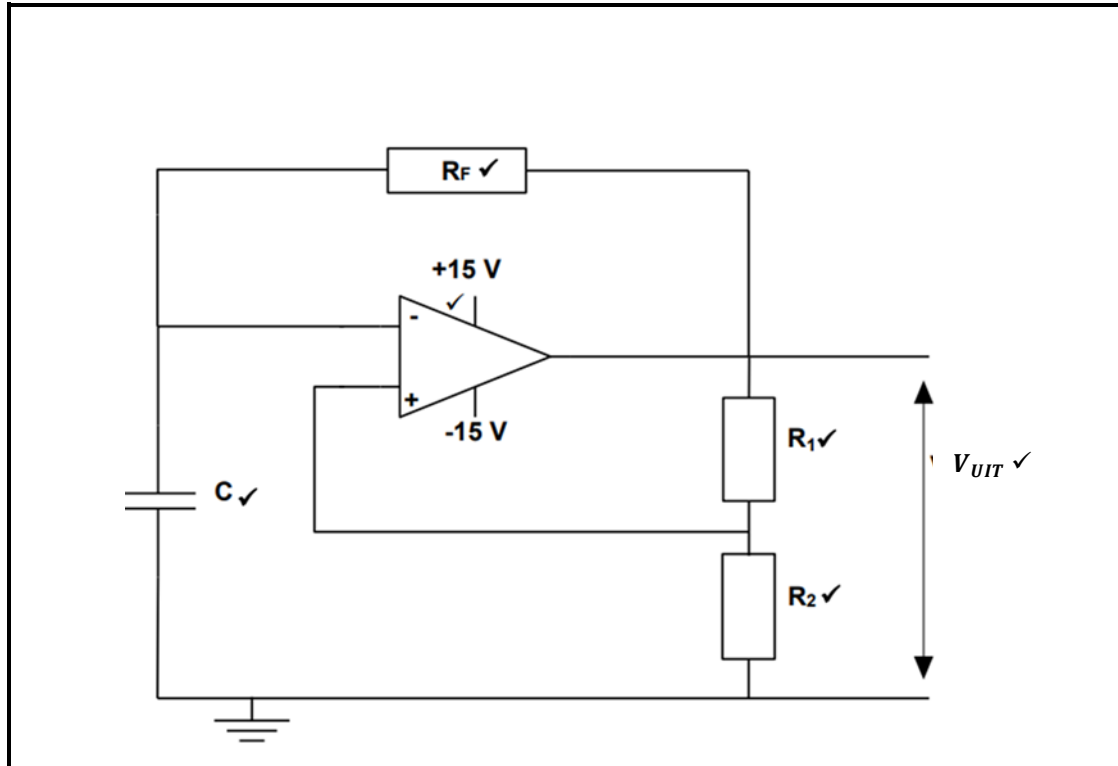 RF ✓
+15 V
✓
-
+
-15 V
R1 ✓
C ✓
VUIT ✓
R2 ✓